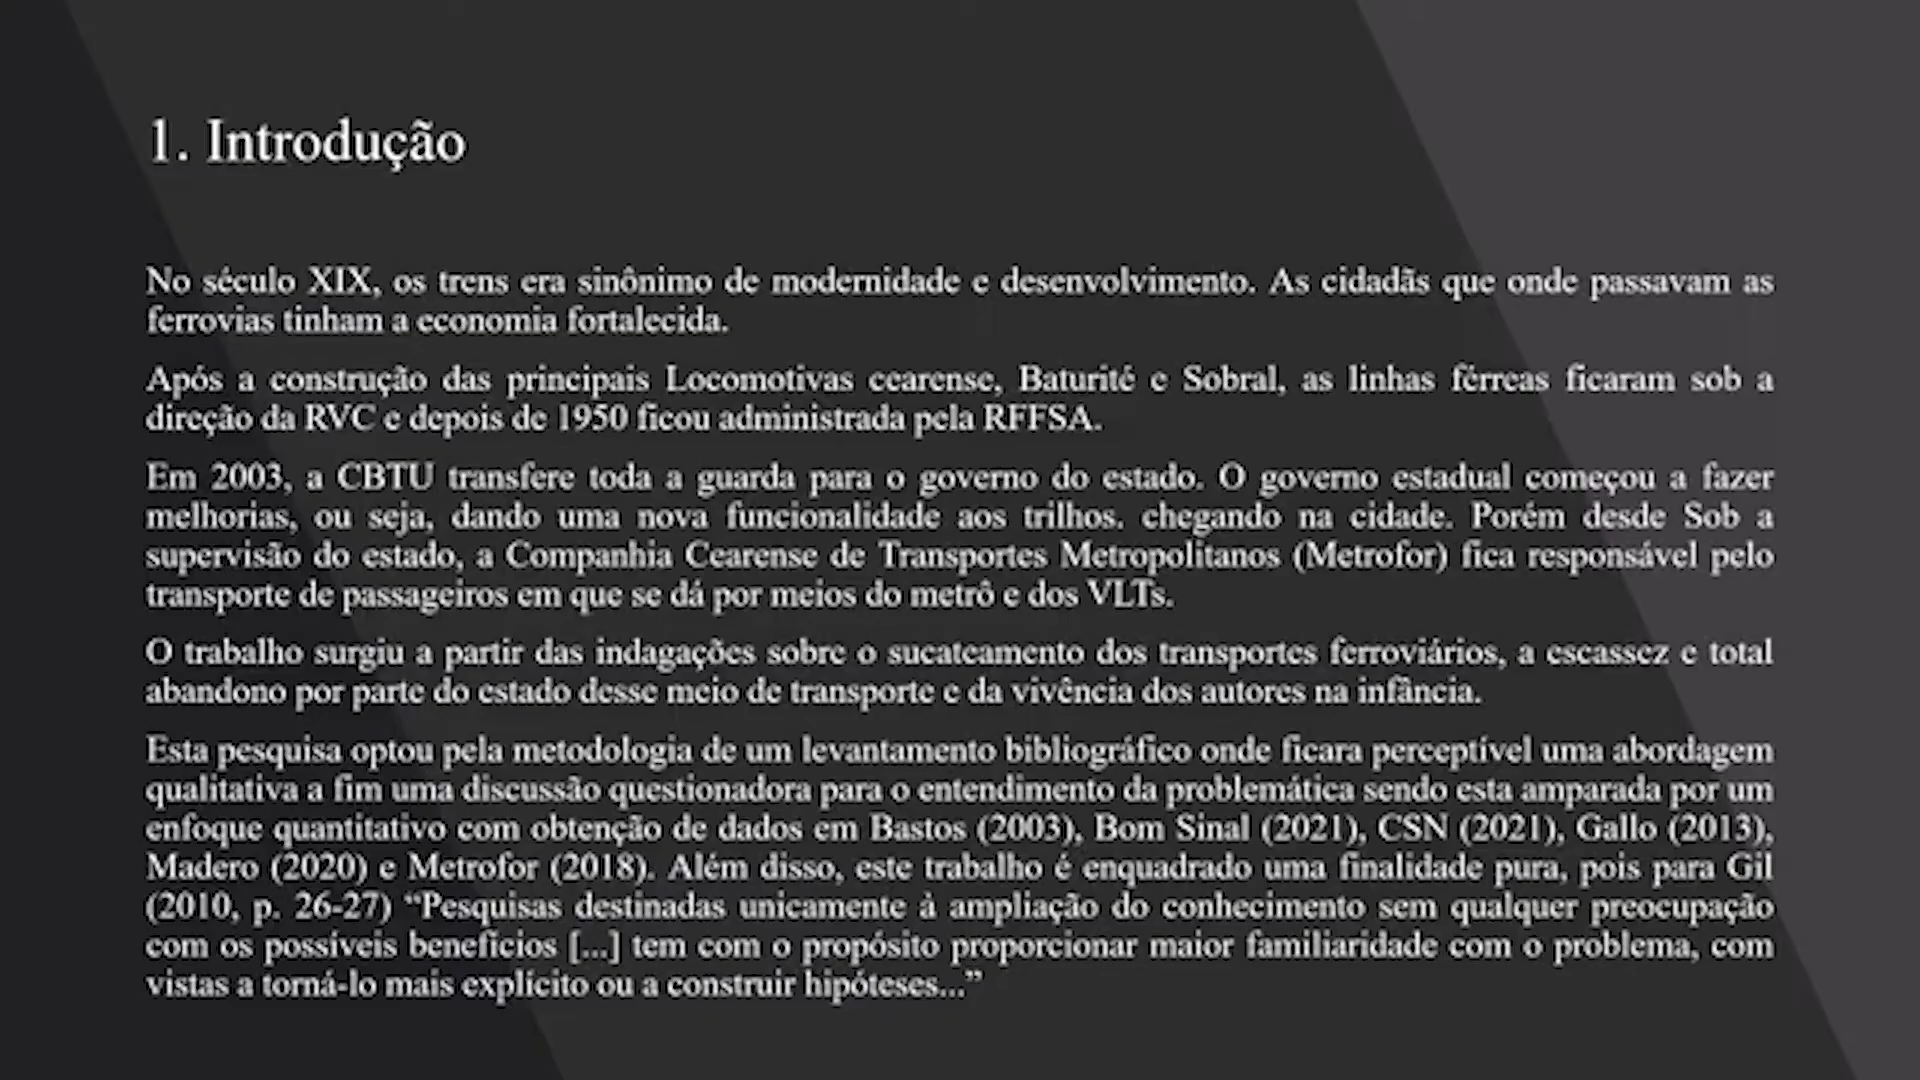 1. Introdução
No século XIX, os trens era sinônimo de modernidade e desenvolvimento. As cidadãs que onde passavam as
ferrovias tinham a economia fortalecida.
Após a construção das principais Locomotivas cearense, Baturité e Sobral, as linhas férreas ficaram sob a
direção da RVC e depois de 1950 ficou administrada pela RFFSA.
Em 2003, a CBTU transfere toda a guarda para o governo do estado. O governo estadual começou a fazer
melhorias, ou seja, dando uma nova funcionalidade aos trilhos. chegando na cidade. Porém desde Sob a
supervisão do estado, a Companhia Cearense de Transportes Metropolitanos (Metrofor) fica responsável pelo
transporte de passageiros em que se dá por meios do metrô e dos VLTs.
O trabalho surgiu a partir das indagações sobre o sucateamento dos transportes ferroviários, a escassez e total
abandono por parte do estado desse meio de transporte e da vivência dos autores na infância.
Esta pesquisa optou pela metodologia de um levantamento bibliográfico onde ficara perceptível uma abordagem
qualitativa a fim uma discussão questionadora para o entendimento da problemática sendo esta amparada por um
enfoque quantitativo com obtenção de dados em Bastos (2003), Bom Sinal (2021), CSN (2021), Gallo (2013),
Madero (2020) e Metrofor (2018). Além disso, este trabalho é enquadrado uma finalidade pura, pois para Gil
(2010, p. 26-27) “Pesquisas destinadas unicamente à ampliação do conhecimento sem qualquer preocupação
com os possíveis benefícios [...] tem com o propósito proporcionar maior familiaridade com o problema, com
vistas a torná-lo mais explícito ou a construir hipóteses...”